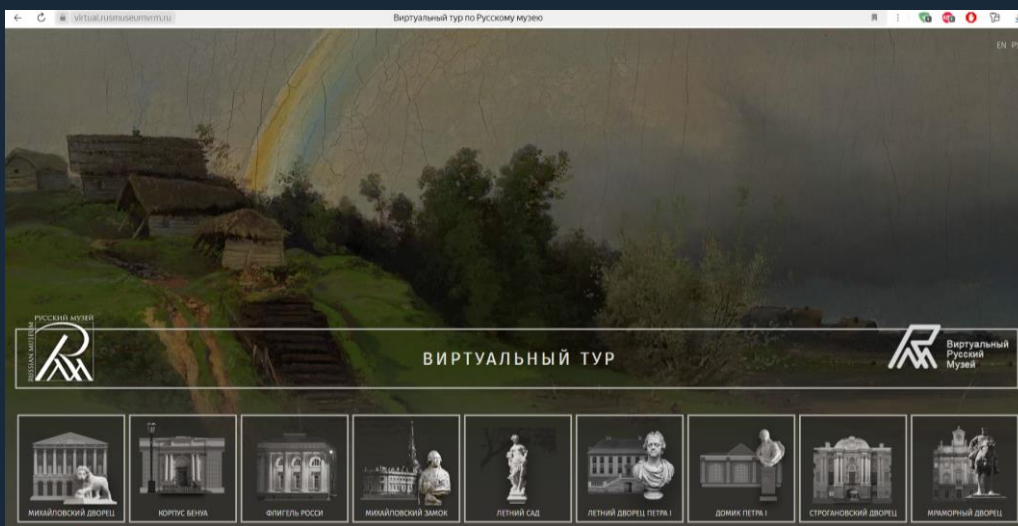 virtual.rusmuseumvrm.ru
Виртуальный тур по Русскому музею
EN
РУССКИЙ МУЗЕЙ
RUSSIAN MUSEUM
ВИРТУАЛЬНЫЙ ТУР
Виртуальный
Русский
Музей
МИХАЙЛОВСКИЙ ДВОРЕЦ
КОРПУС БЕНУА
ФЛИГЕЛЬ РОССИ
МИХАЙЛОВСКИЙ ЗАМОК
ЛЕТНИЙ САД
ЛЕТНИЙ ДВОРЕЦ ПЕТРА I
ДОМИК ПЕТРА I
СТРОГАНОВСКИЙ ДВОРЕЦ
МРАМОРНЫЙ ДВОРЕЦ